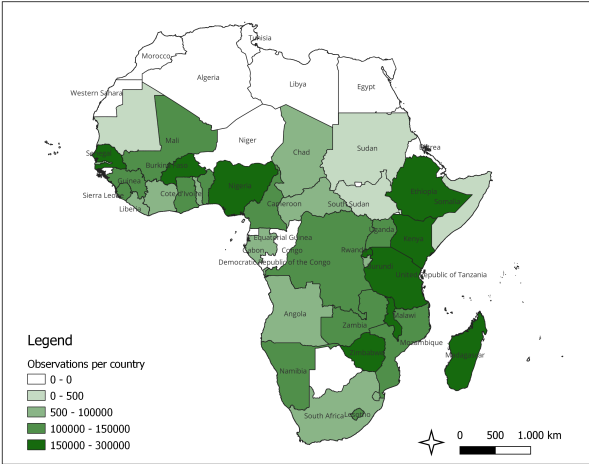 Tunisia
Morocco
Algeria
Libya
Egypt
Western Sahara
Mali
Niger
Chad
Sudan
Eritrea
Senegal
Burkina Faso
Guinea
Nigeria
Ethiopia
Sierra Leone
Cote d'Ivoire
Liberia
Cameroon
South Sudan
Somalia
Uganda
Kenya
Equatorial Guinea
Gabon
Congo
Rwanda
Burundi
Democratic Republic of the Congo
United Republic of Tanzania
Angola
Malawi
Zambia
Mozambique
Zimbabwe
Madagascar
Namibia
South Africa
Lesotho
Legend
Observations per country
0 - 0
0 - 500
500 - 100000
100000 - 150000
150000 - 300000
0 500 1.000 km